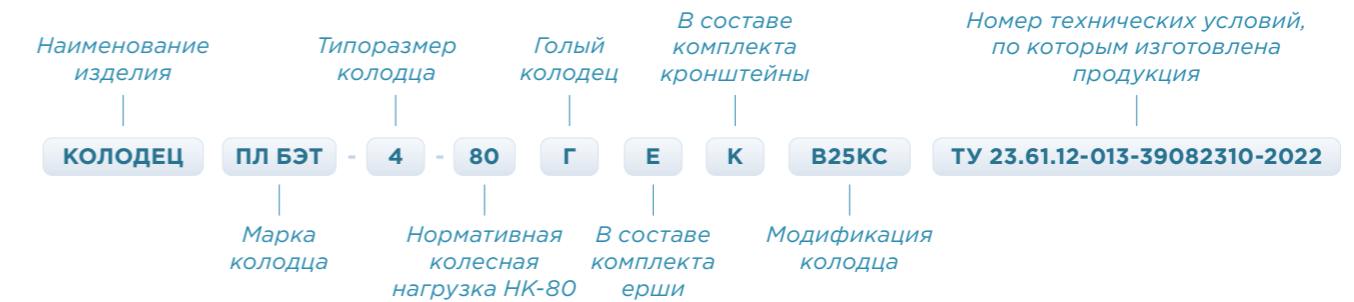 Наименование
изделия
Типоразмер
колодца
Голый
колодец
В составе
комплекта
кронштейны
Номер технических условий,
по которым изготовлена
продукция
КОЛОДЕЦ ПЛ БЭТ - 4 - 80 Г Е К В25КС ТУ 23.61.12-013-39082310-2022
Марка
колодца
Нормативная
колесная
нагрузка НК-80
В составе
комплекта
ерши
Модификация
колодца